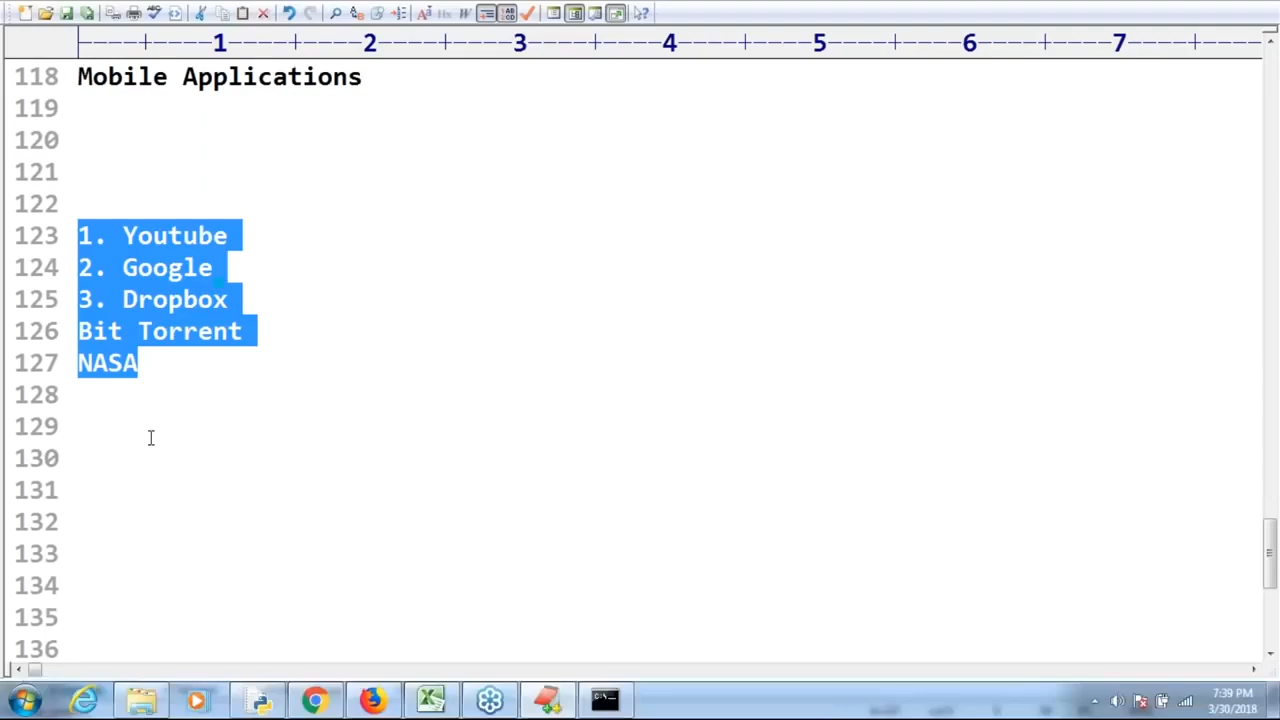 1 2 3 4 5 6 7
118 Mobile Applications
119
120
121
122
123 1. Youtube
124 2. Google
125 3. Dropbox
126 Bit Torrent
127 NASA
128
129
130
131
132
133
134
135
136
7:39 PM
3/30/2018